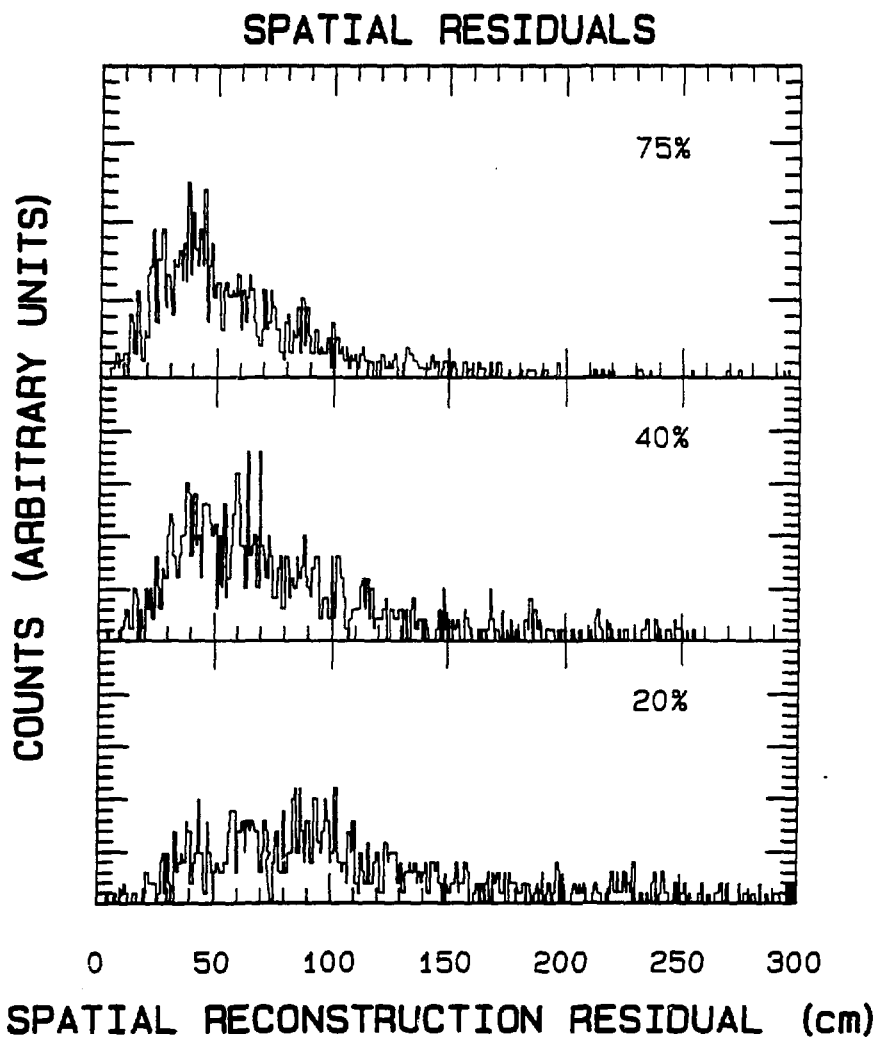 SPATIAL RESIDUALS
75%
40%
20%
COUNTS (ARBITRARY UNITS)
0 50 100 150 200 250 300
SPATIAL RECONSTRUCTION RESIDUAL (cm)